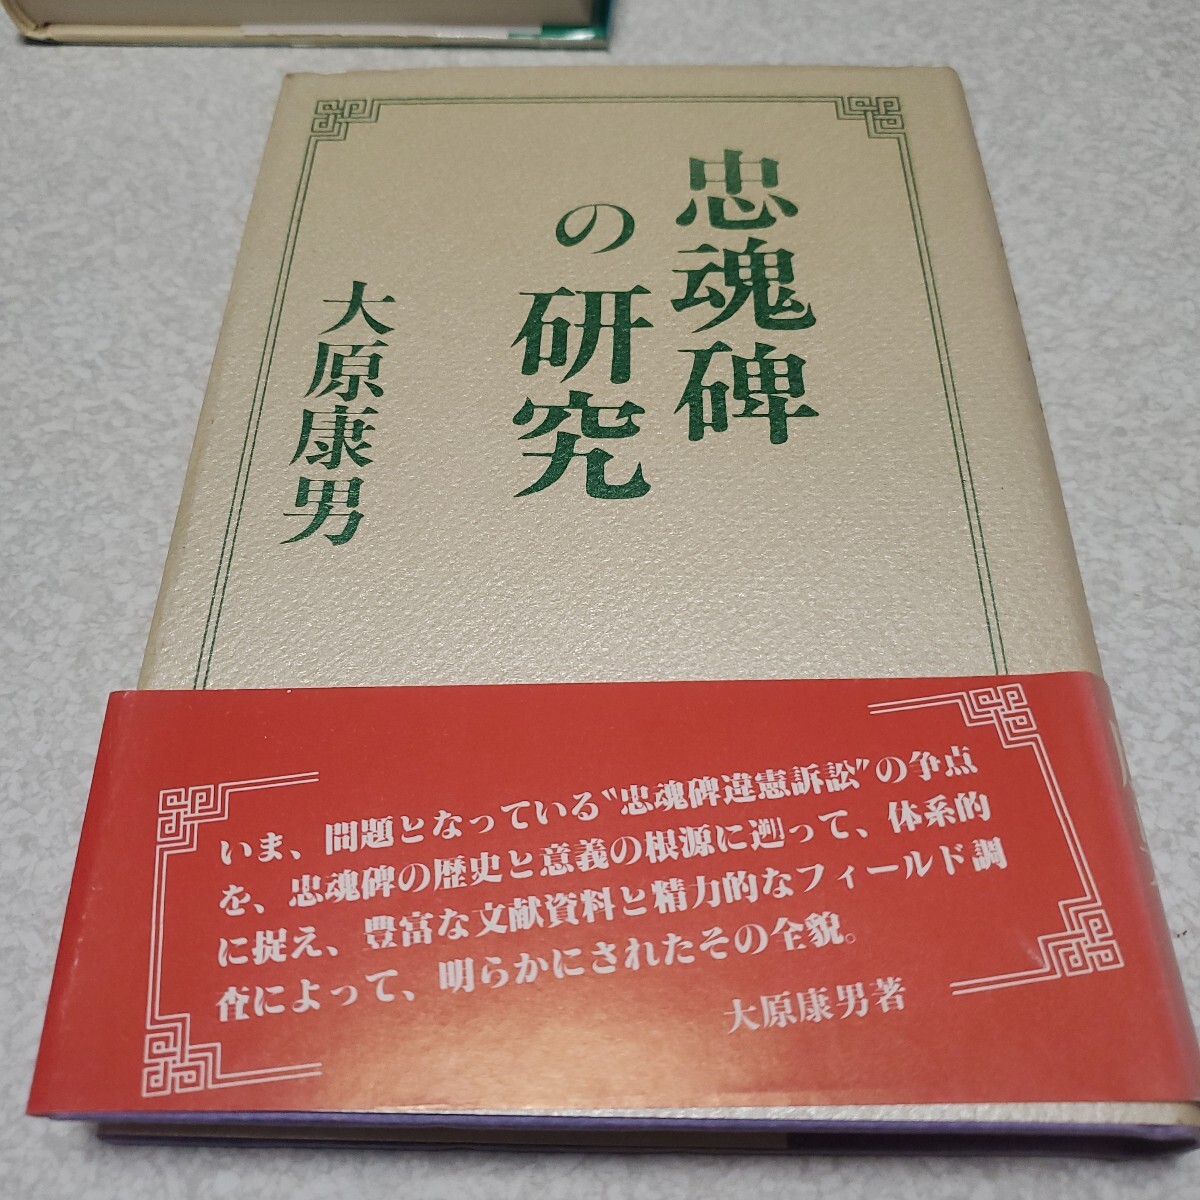 忠魂碑
の研究
大原康男
いま、問題となっている〝忠魂碑違憲訴訟〟の争点
を、忠魂碑の歴史と意義の根源に遡って、体系的
に捉え、豊富な文献資料と精力的なフィールド調
査によって、明らかにされたその全貌。
大原康男著